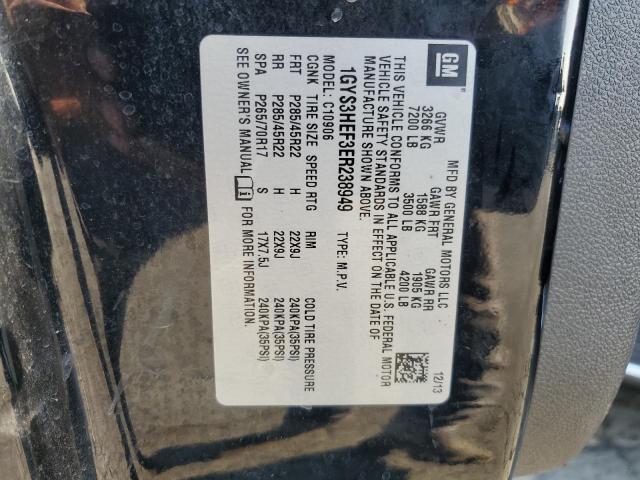 GM
MFD BY GENERAL MOTORS LLC 12/13
GVWR GAWR FRT GAWR RR
3266 KG 1588 KG 1905 KG
7200 LB 3500 LB 4200 LB
THIS VEHICLE CONFORMS TO ALL APPLICABLE U.S. FEDERAL MOTOR
VEHICLE SAFETY STANDARDS IN EFFECT ON THE DATE OF
MANUFACTURE SHOWN ABOVE.
1GYS3HEF3ER238949 TYPE: M.P.V.
MODEL: C10906
CGNK TIRE SIZE SPEED RTG RIM COLD TIRE PRESSURE
FRT P285/45R22 H 22X9J 240KPA(35PSI)
RR P285/45R22 H 22X9J 240KPA(35PSI)
SPA P265/70R17 S 17X7.5J 240KPA(35PSI)
SEE OWNER'S MANUAL i FOR MORE INFORMATION.